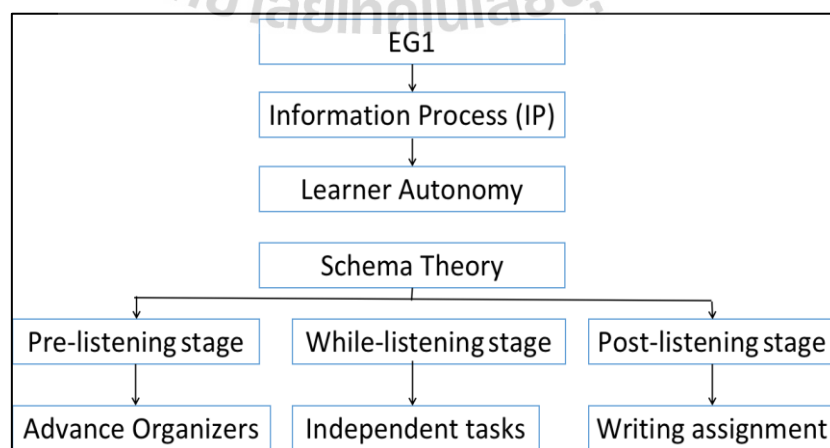 EG1
Information Process (IP)
Learner Autonomy
Schema Theory
Pre-listening stage
While-listening stage
Post-listening stage
Advance Organizers
Independent tasks
Writing assignment